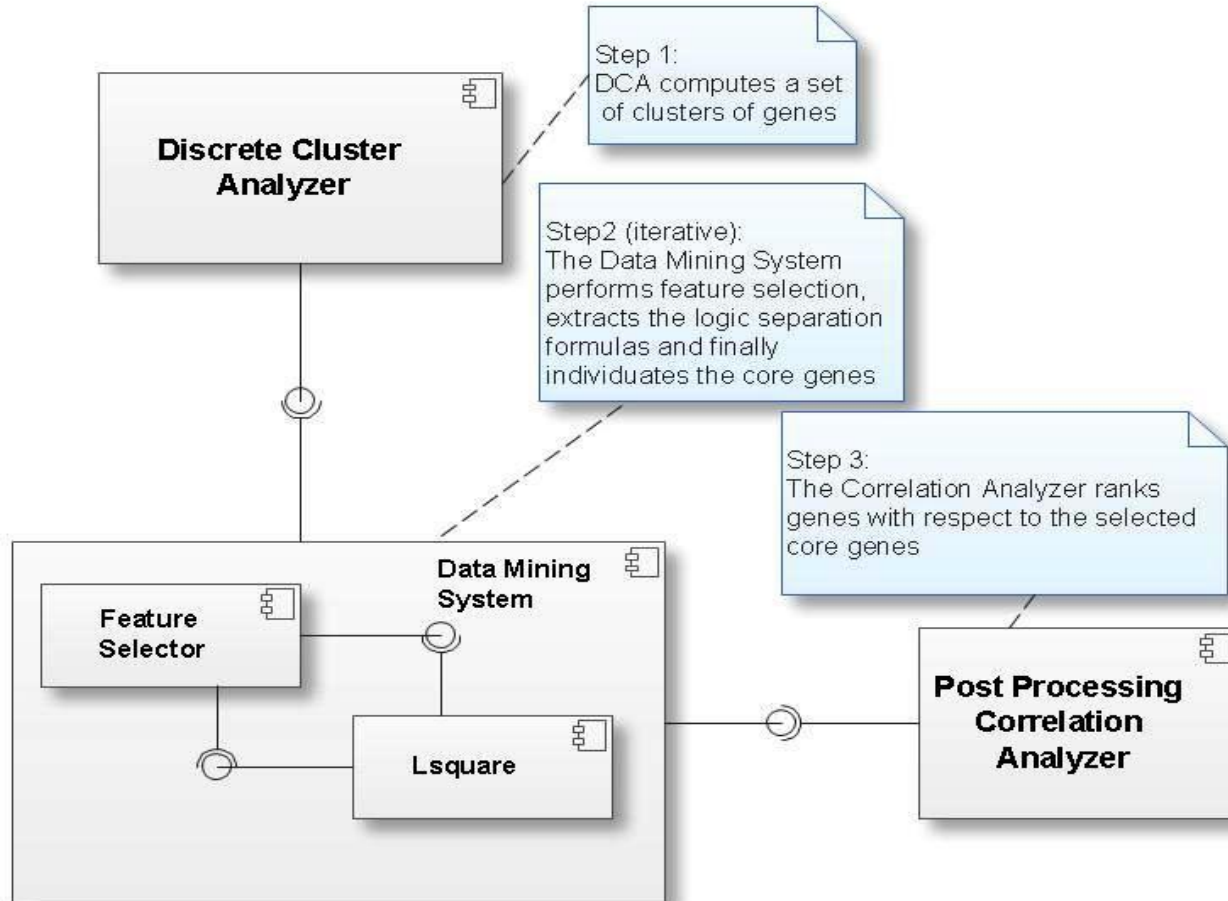 Step 1:
DCA computes a set
of clusters of genes
Discrete Cluster
Analyzer
Step2 (iterative):
The Data Mining System
performs feature selection,
extracts the logic separation
formulas and finally
individuates the core genes
Step 3:
The Correlation Analyzer ranks
genes with respect to the selected
core genes
Data Mining
System
Feature
Selector
Lsquare
Post Processing
Correlation
Analyzer